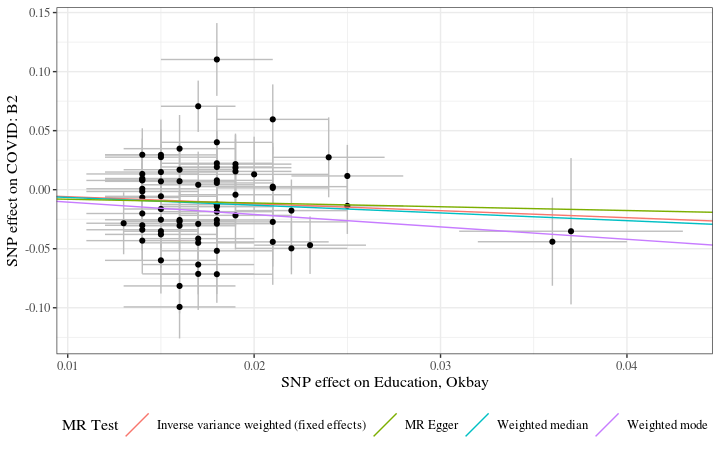 0.15
0.10
0.05
0.00
-0.05
-0.10
SNP effect on COVID: B2
0.01 0.02 0.03 0.04
SNP effect on Education, Okbay
MR Test Inverse variance weighted (fixed effects) MR Egger Weighted median Weighted mode